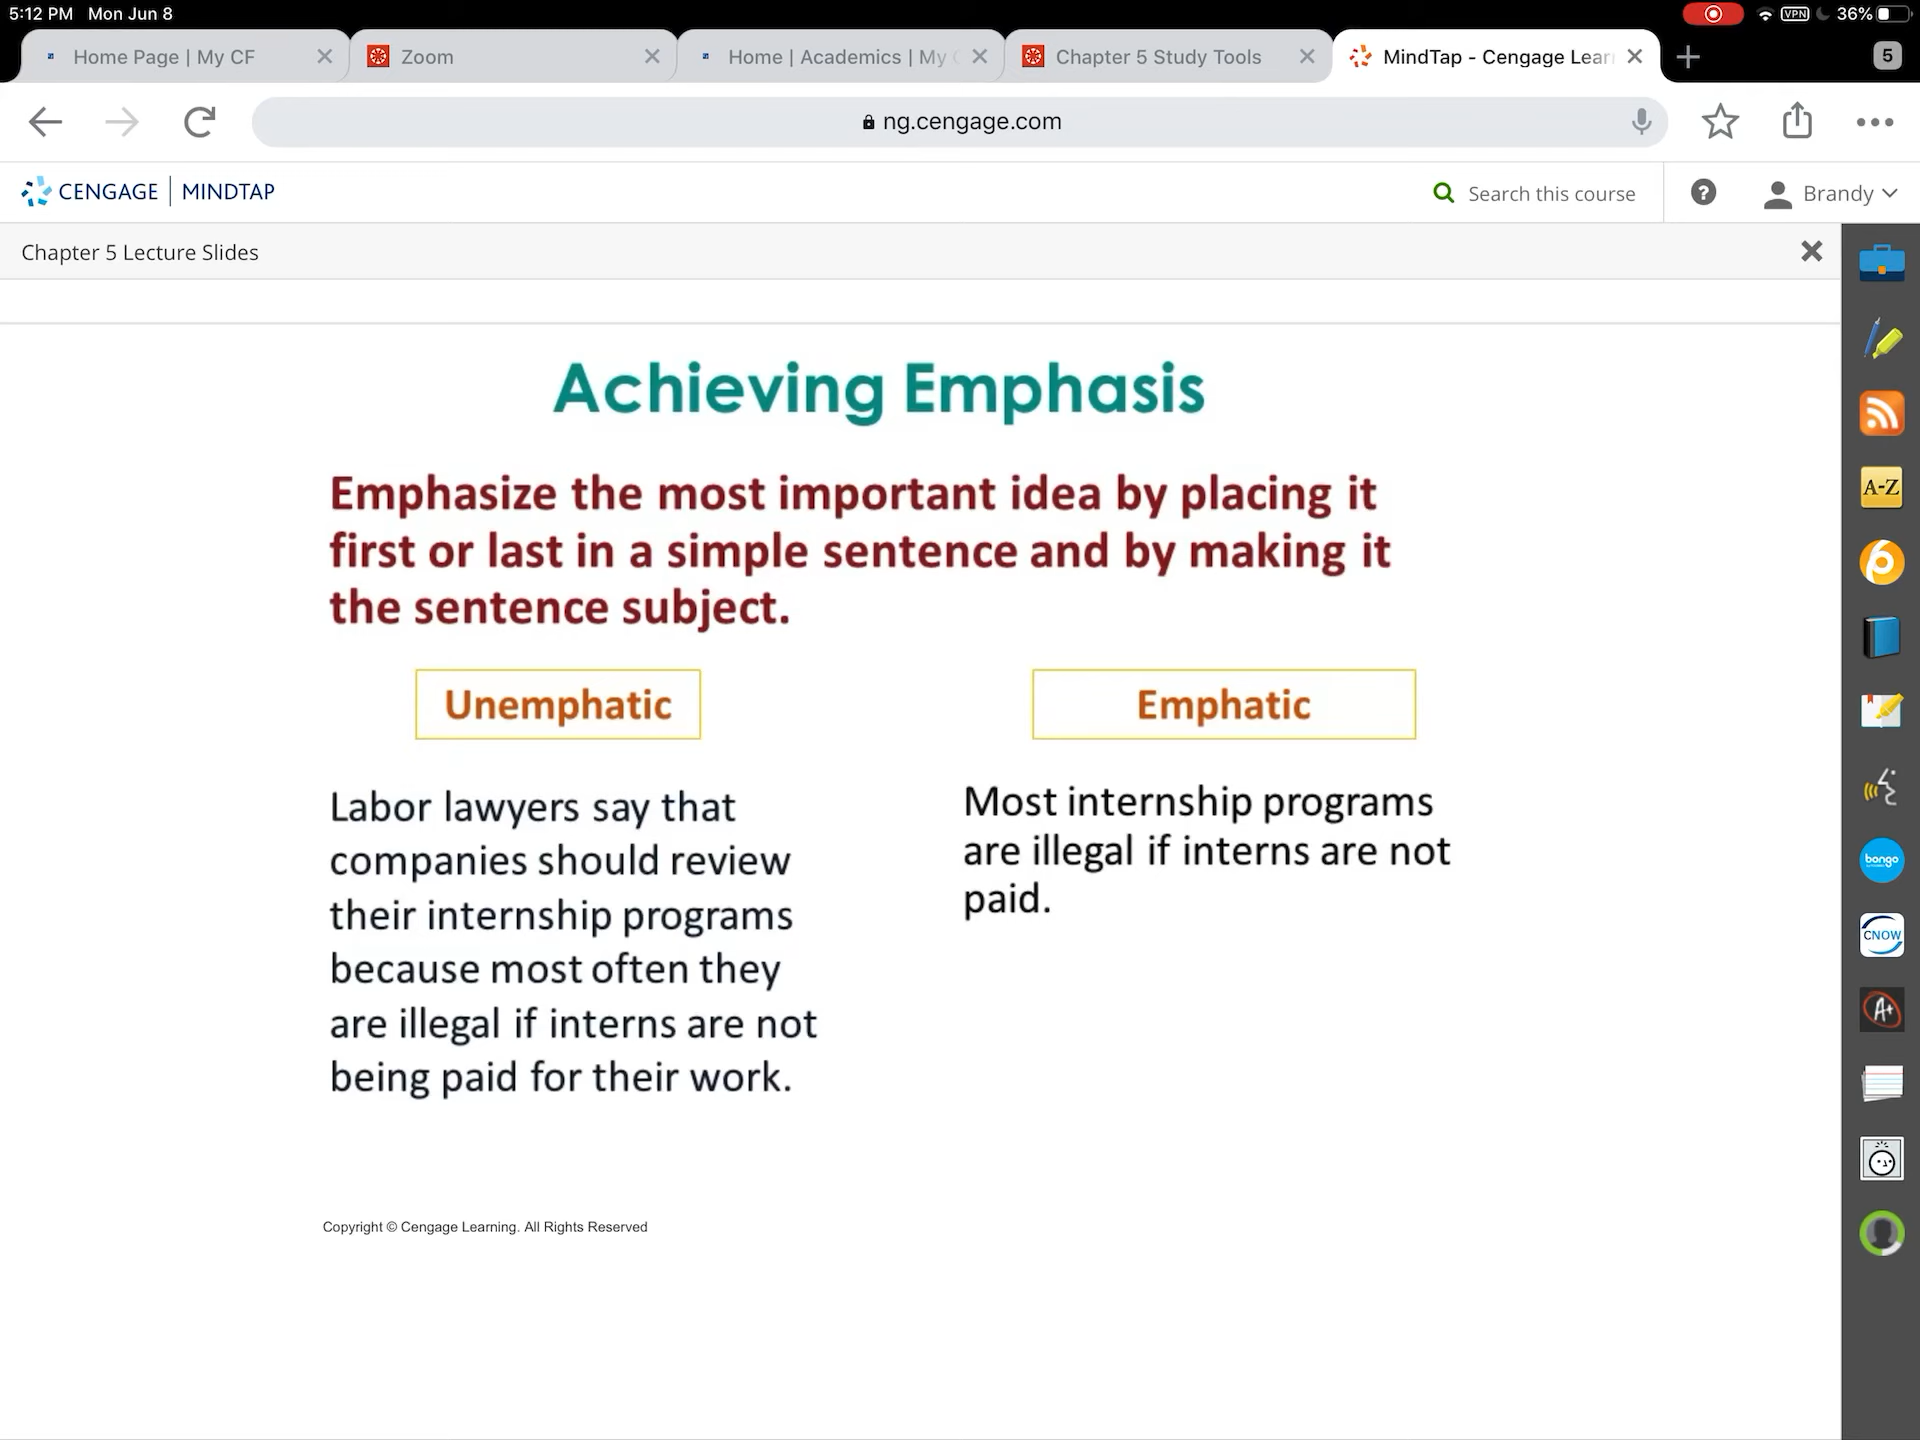 5:12 PM Mon Jun 8
VPN 36%
Home Page | My CF
Zoom
Home | Academics | My
Chapter 5 Study Tools
MindTap - Cengage Lear
5
ng.cengage.com
CENGAGE | MINDTAP
Search this course
?
Brandy
Chapter 5 Lecture Slides
Achieving Emphasis
Emphasize the most important idea by placing it
first or last in a simple sentence and by making it
the sentence subject.
Unemphatic
Emphatic
Labor lawyers say that
companies should review
their internship programs
because most often they
are illegal if interns are not
being paid for their work.
Most internship programs
are illegal if interns are not
paid.
Copyright © Cengage Learning. All Rights Reserved
A-Z
bongo
CNOW
A+